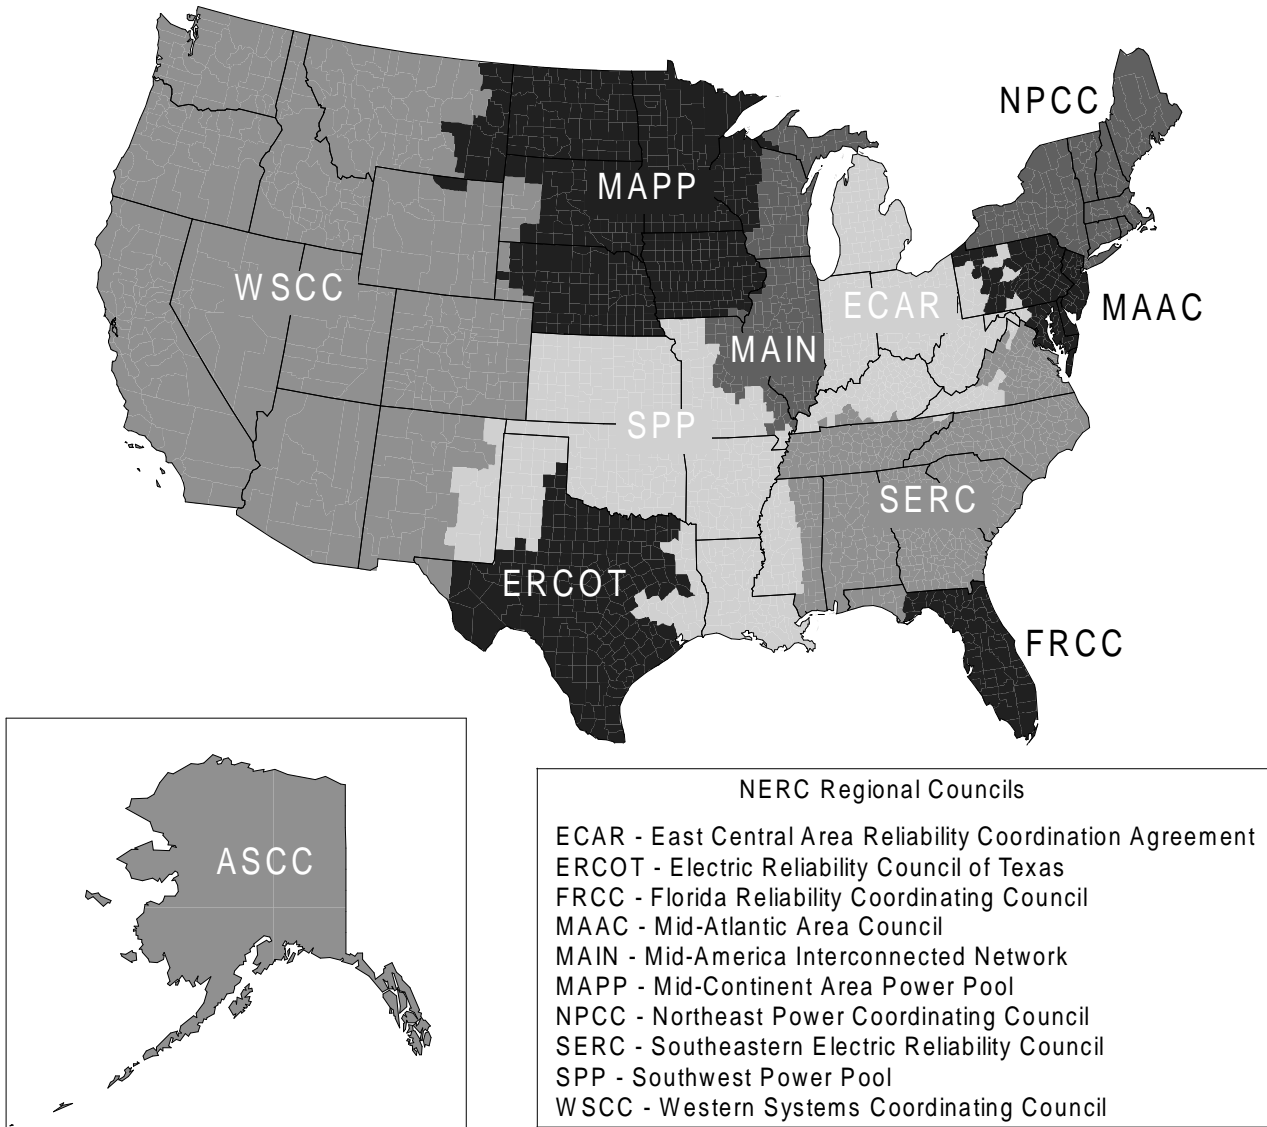 NPCC
MAPP
WSCC
ECAR
MAAC
MAIN
SPP
SERC
ERCOT
FRCC
ASCC
NERC Regional Councils
ECAR - East Central Area Reliability Coordination Agreement
ERCOT - Electric Reliability Council of Texas
FRCC - Florida Reliability Coordinating Council
MAAC - Mid-Atlantic Area Council
MAIN - Mid-America Interconnected Network
MAPP - Mid-Continent Area Power Pool
NPCC - Northeast Power Coordinating Council
SERC - Southeastern Electric Reliability Council
SPP - Southwest Power Pool
WSCC - Western Systems Coordinating Council